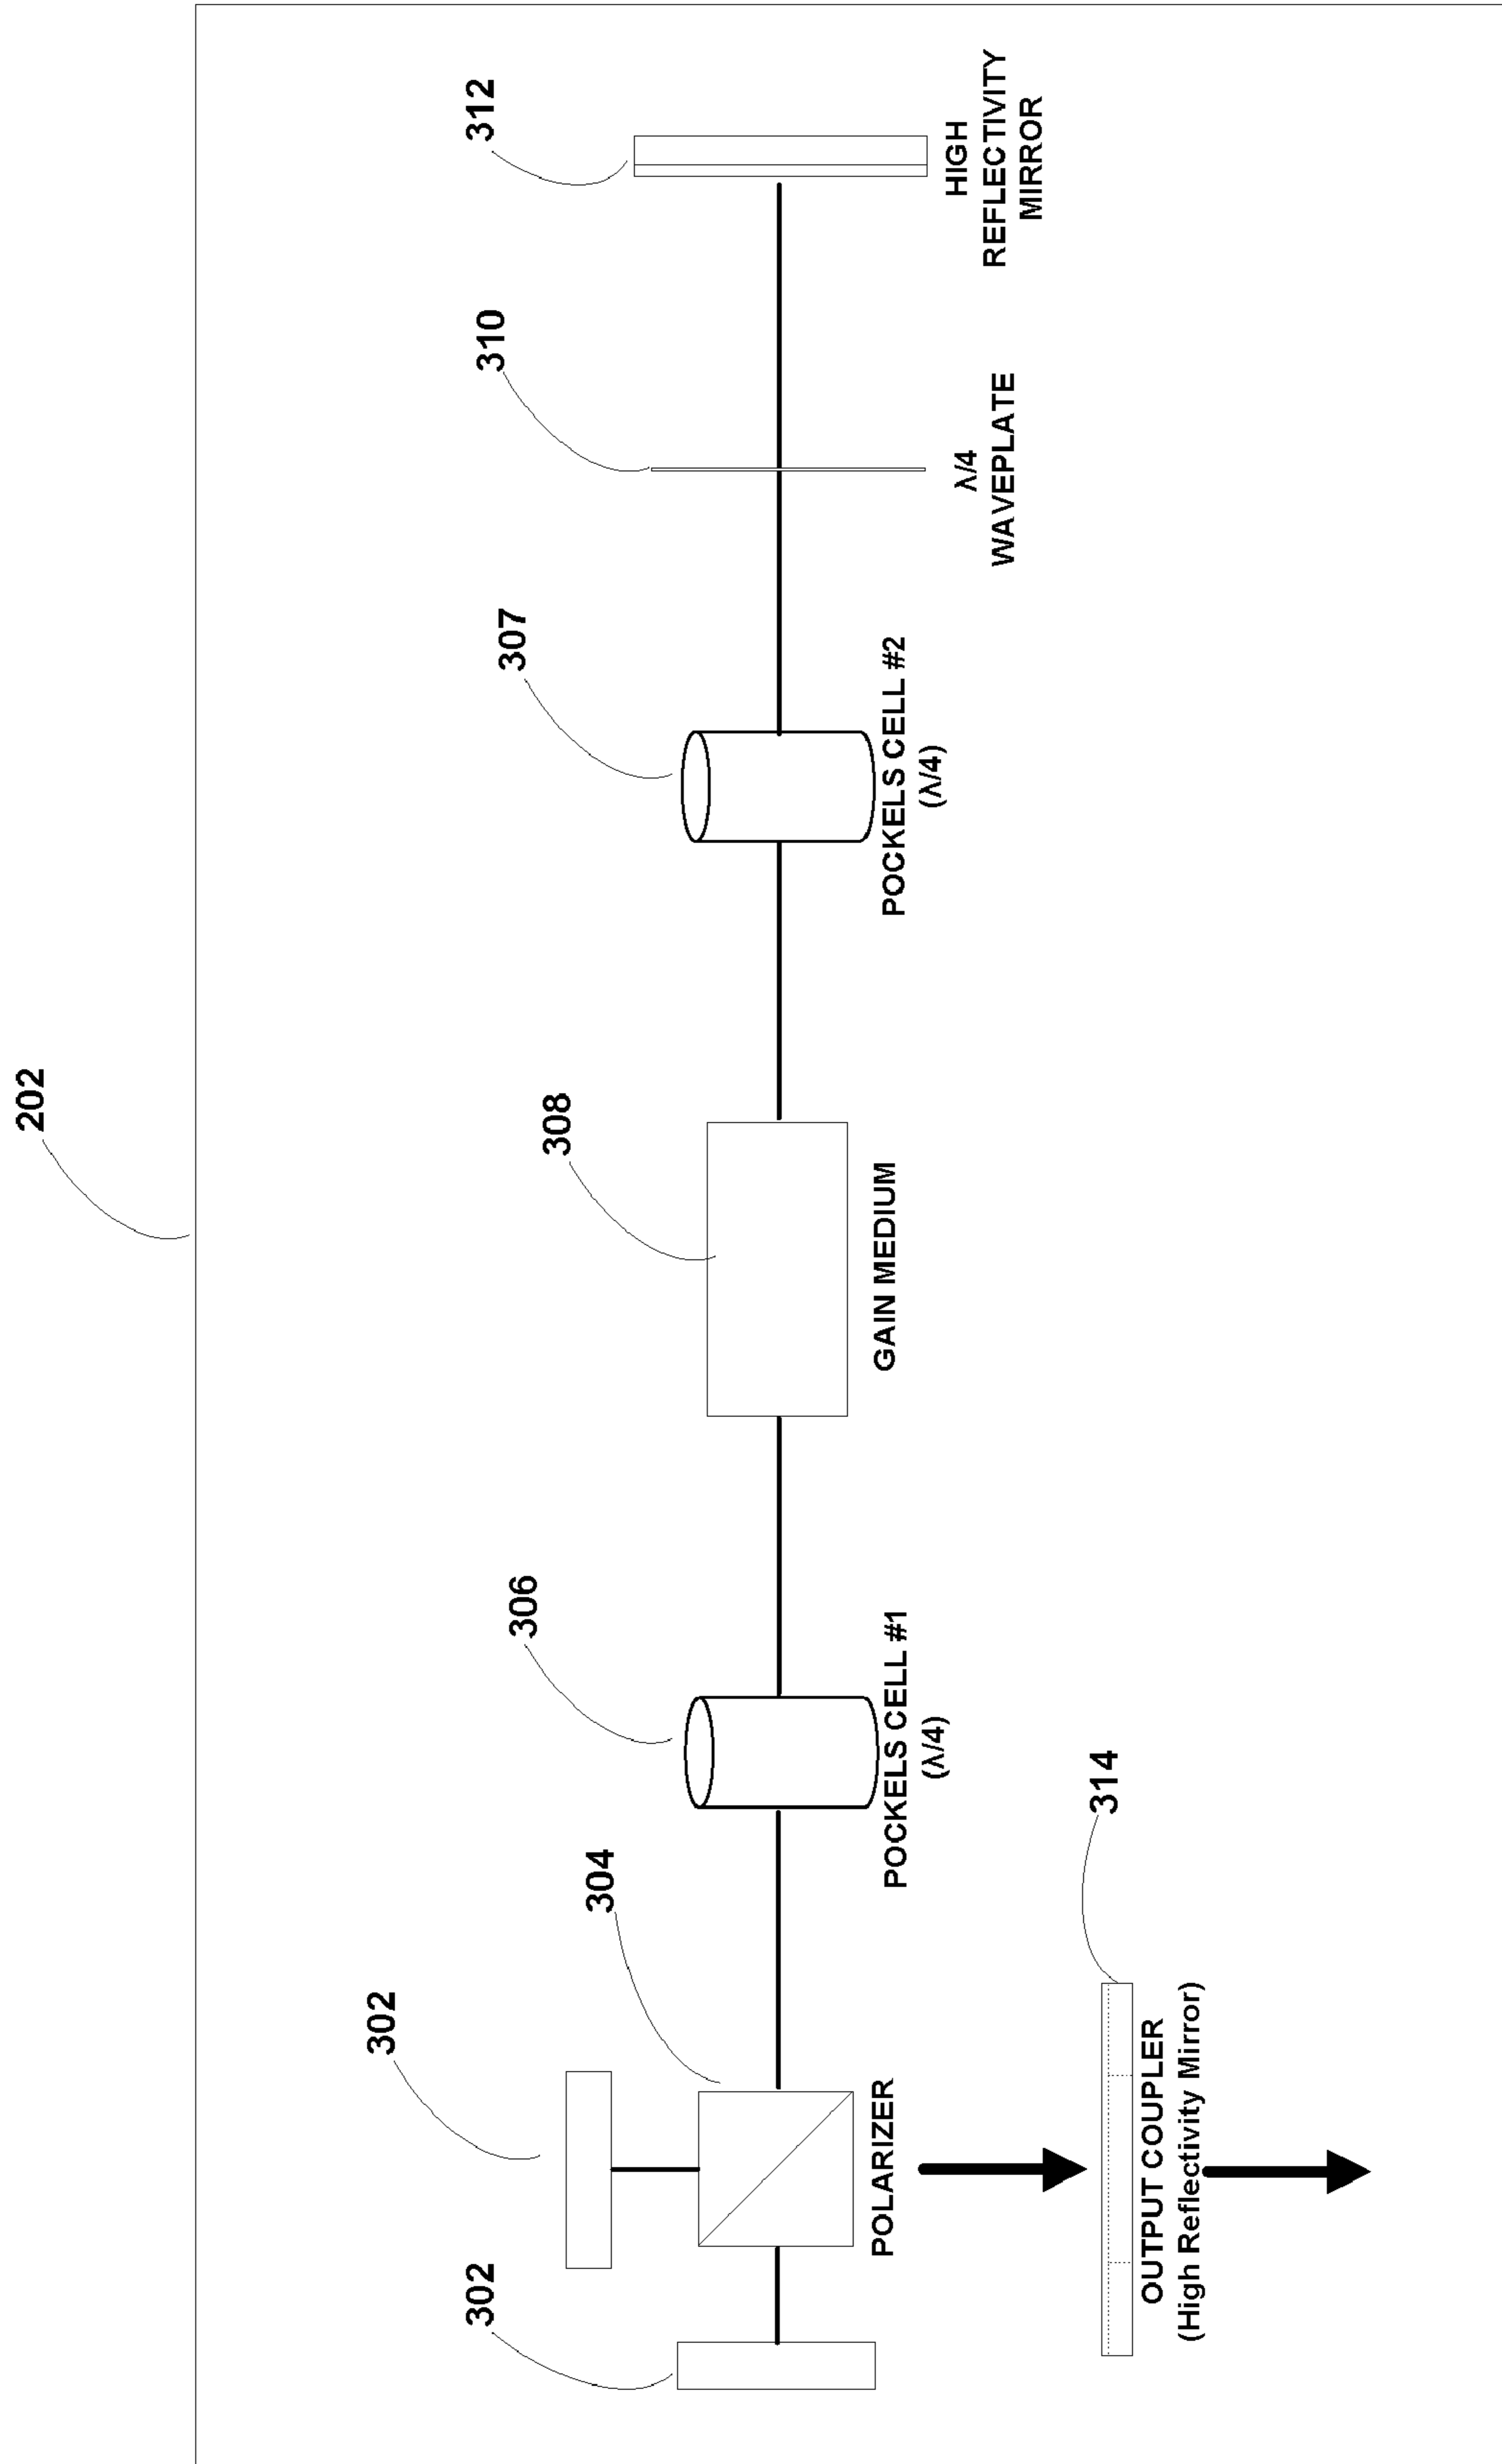 202
302
302
304
306
308
307
310
312
POLARIZER
POCKELS CELL #1
(λ/4)
GAIN MEDIUM
POCKELS CELL #2
(λ/4)
λ/4
WAVEPLATE
HIGH
REFLECTIVITY
MIRROR
314
OUTPUT COUPLER
(High Reflectivity Mirror)